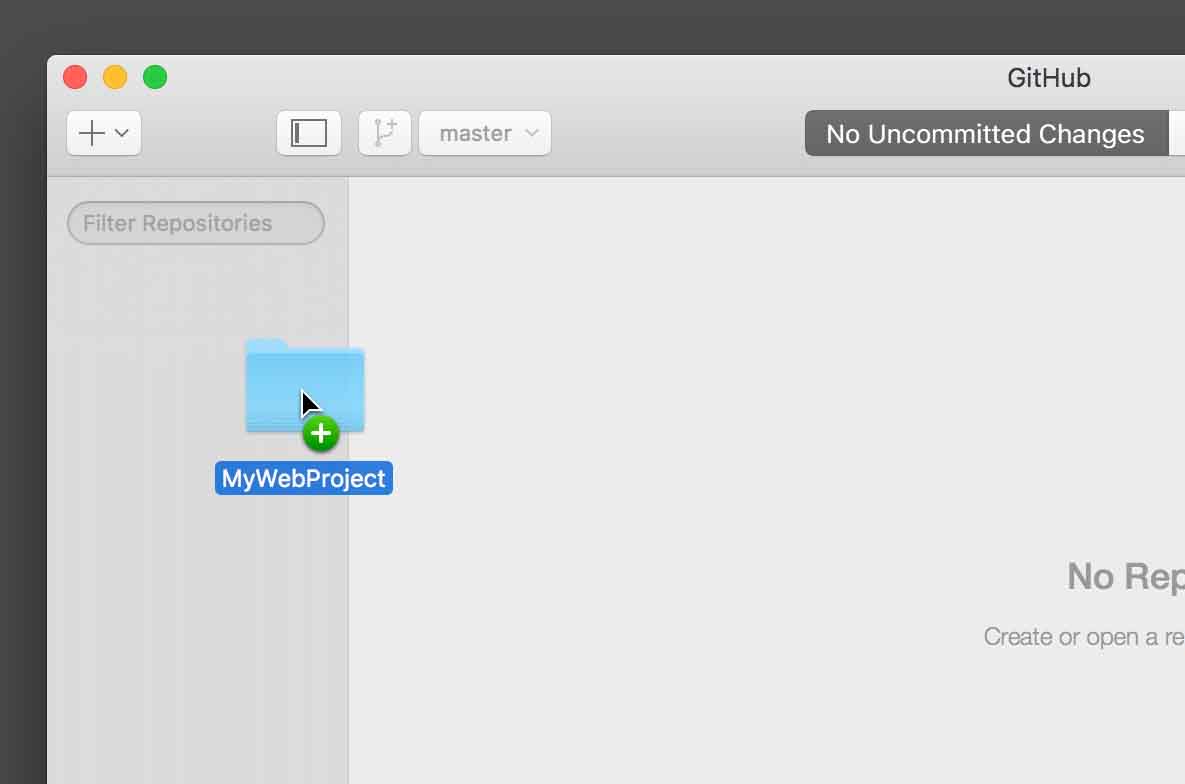 GitHub
master
No Uncommitted Changes
Filter Repositories
MyWebProject
No Rep
Create or open a re